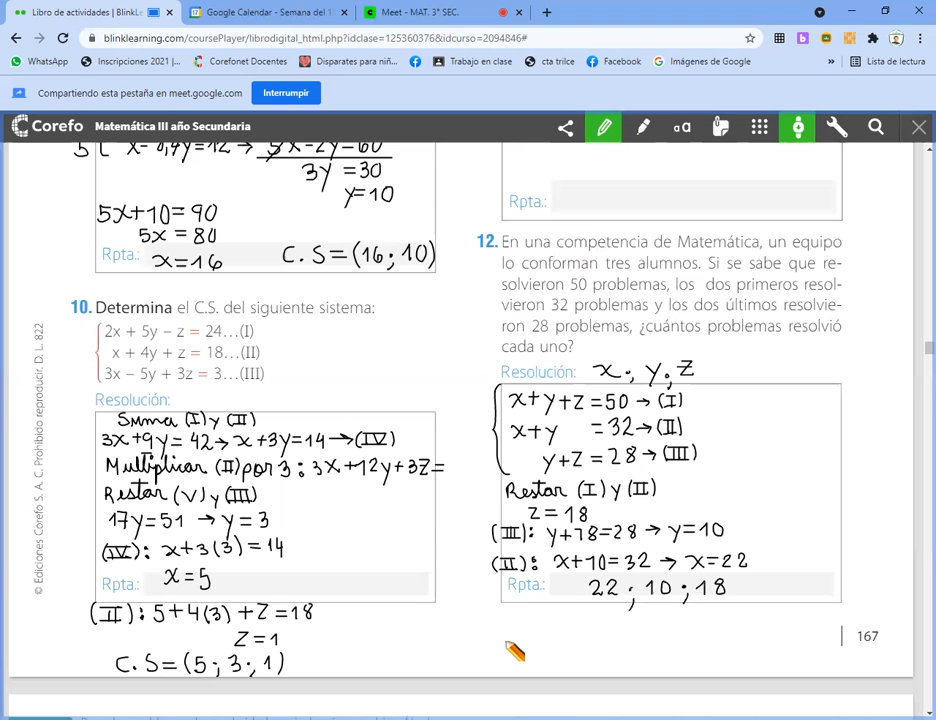 Libro de actividades | BlinkLe
Google Calendar - Semana del 1
Meet - MAT. 3° SEC.
blinklearning.com/coursePlayer/librodigital_html.php?idclase=125360376&idcurso=2094846#
WhatsApp
Inscripciones 2021 |...
Corefonet Docentes
Disparates para niñ...
Trabajo en clase
cta trilce
Facebook
Imágenes de Google
»
Lista de lectura
Compartiendo esta pestaña en meet.google.com
Interrumpir
Corefo
Matemática III año Secundaria
aa
3y = 30
y=10
5x+10 = 90
5x = 80
Rpta.:
x=16
C.S = (16; 10)
10. Determina el C.S. del siguiente sistema:
2x + 5y – z = 24...(I)
x + 4y + z = 18...(II)
3x – 5y + 3z = 3...(III)
Resolución:
Suma (I) y (II)
3x+9y = 42 → x+3y=14 → (IV)
Multiplicar (II) por 3 : 3x+12y+3z=
Restar (V) y (III)
17y=51 → y=3
(IV): x+3(3)=14
x=5
Rpta:
(II): 5+4(3)+z=18
z=1
C.S = (5; 3; 1)
© Ediciones Corefo S. A. C. Prohibido reproducir. D. L. 822
Rpta.:
12. En una competencia de Matemática, un equipo
lo conforman tres alumnos. Si se sabe que re-
solvieron 50 problemas, los dos primeros resol-
vieron 32 problemas y los dos últimos resolvie-
ron 28 problemas, ¿cuántos problemas resolvió
cada uno?
Resolución: x; y; z
x+y+z=50 → (I)
x+y = 32 → (II)
y+z = 28 → (III)
Restar (I) y (II)
z=18
(III): y+18=28 → y=10
(II): x+10=32 → x=22
Rpta: 22 ; 10 ; 18
167